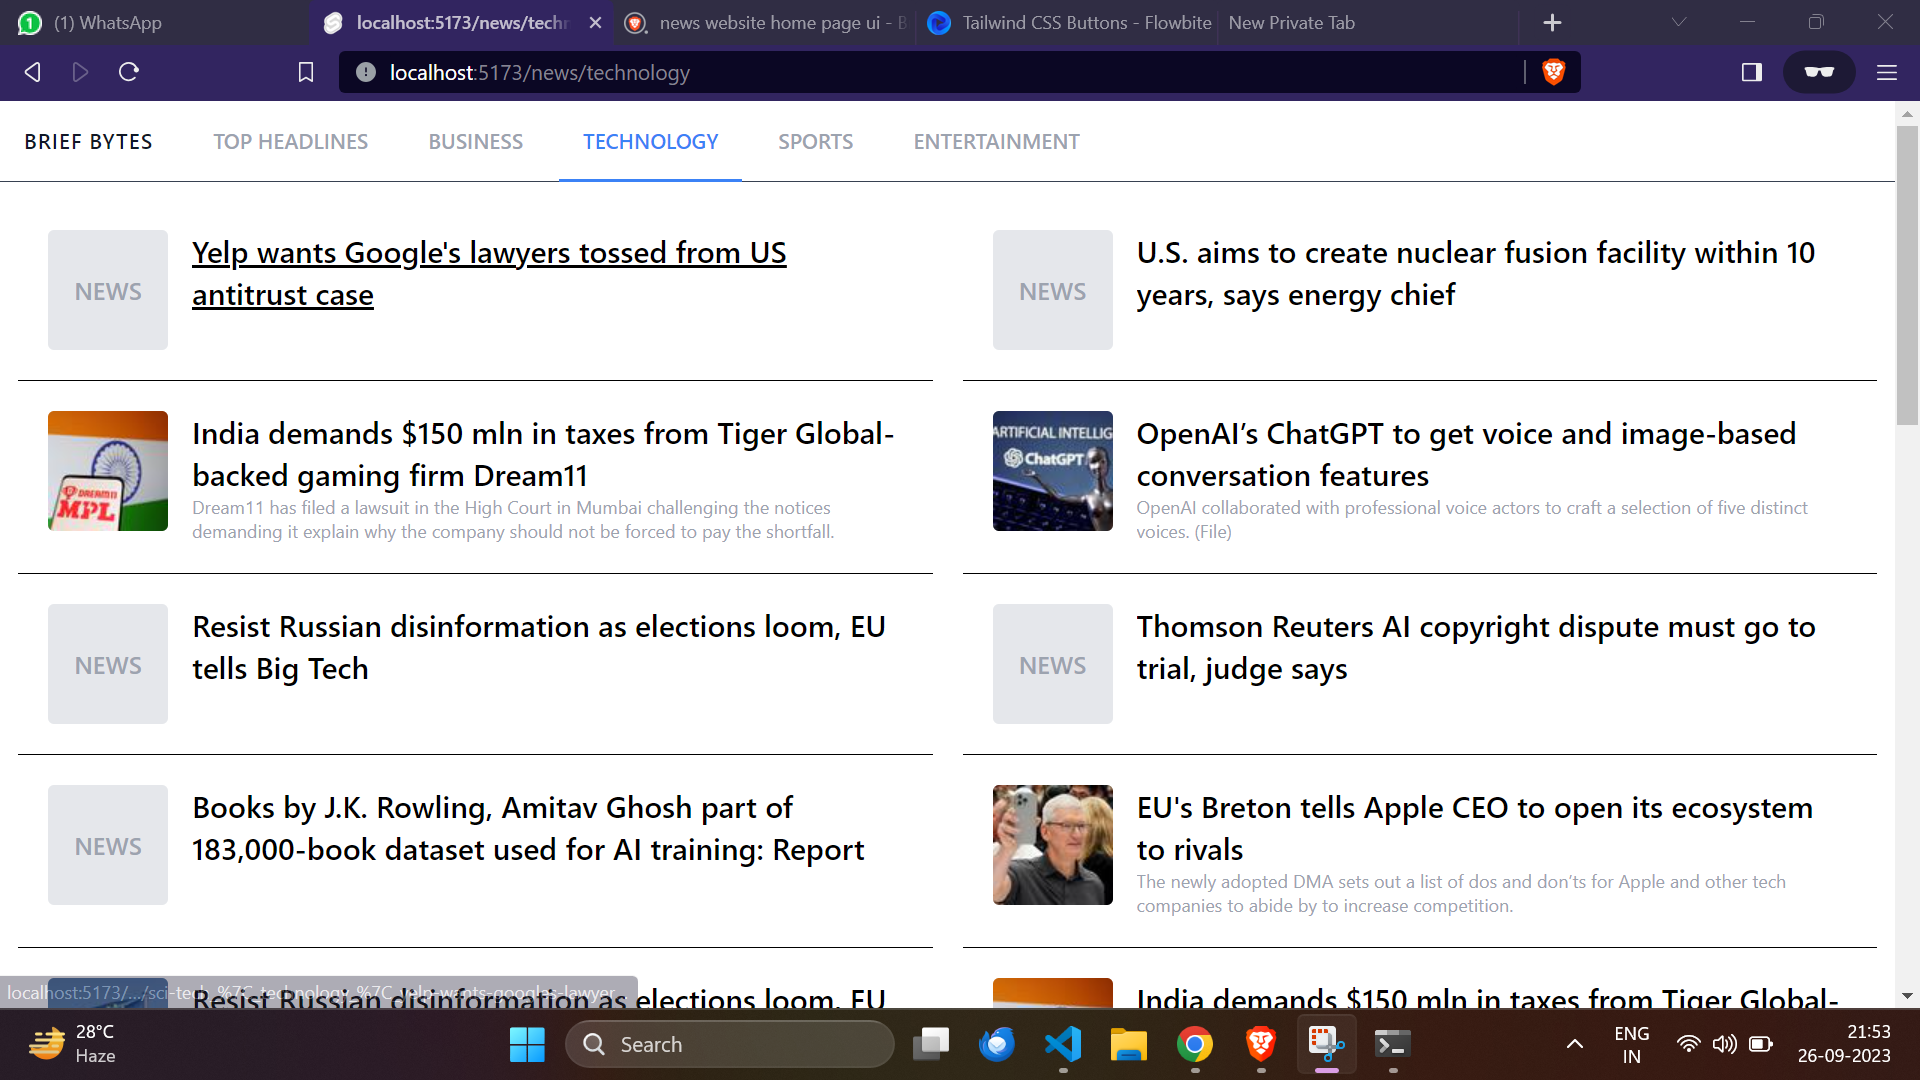 (1) WhatsApp
localhost:5173/news/techn
news website home page ui - B
Tailwind CSS Buttons - Flowbite
New Private Tab
localhost:5173/news/technology
BRIEF BYTES
TOP HEADLINES
BUSINESS
TECHNOLOGY
SPORTS
ENTERTAINMENT
NEWS
Yelp wants Google's lawyers tossed from US
antitrust case
NEWS
U.S. aims to create nuclear fusion facility within 10
years, says energy chief
DREAM11
MPL
India demands $150 mln in taxes from Tiger Global-
backed gaming firm Dream11
Dream11 has filed a lawsuit in the High Court in Mumbai challenging the notices
demanding it explain why the company should not be forced to pay the shortfall.
ARTIFICIAL INTELLIG
ChatGPT
OpenAI’s ChatGPT to get voice and image-based
conversation features
OpenAI collaborated with professional voice actors to craft a selection of five distinct
voices. (File)
NEWS
Resist Russian disinformation as elections loom, EU
tells Big Tech
NEWS
Thomson Reuters AI copyright dispute must go to
trial, judge says
NEWS
Books by J.K. Rowling, Amitav Ghosh part of
183,000-book dataset used for AI training: Report
EU's Breton tells Apple CEO to open its ecosystem
to rivals
The newly adopted DMA sets out a list of dos and don’ts for Apple and other tech
companies to abide by to increase competition.
Resist Russian disinformation as elections loom, EU
India demands $150 mln in taxes from Tiger Global-
localhost:5173/.../sci-tech_%7C_technology_%7C_yelp-wants-googles-lawyer...
28°C
Haze
Search
ENG
IN
21:53
26-09-2023